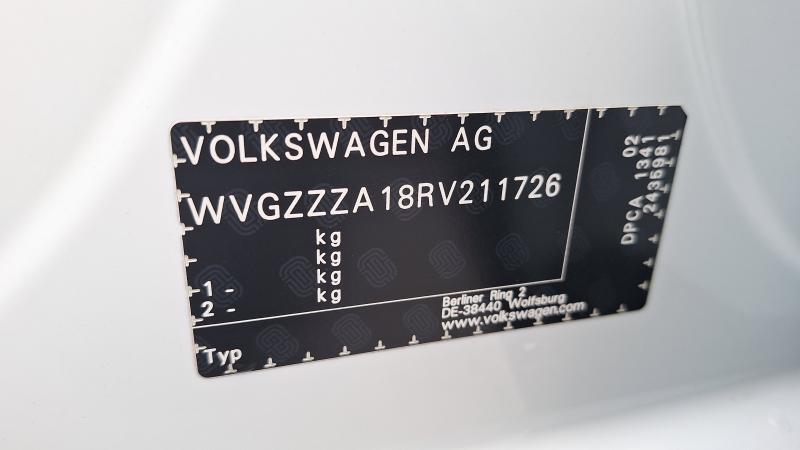 VOLKSWAGEN AG
WVGZZZA18RV211726
kg
kg
1 - kg
2 - kg
Typ
Berliner Ring 2
DE-38440 Wolfsburg
www.volkswagen.com
02
DPCA 1341
2436981